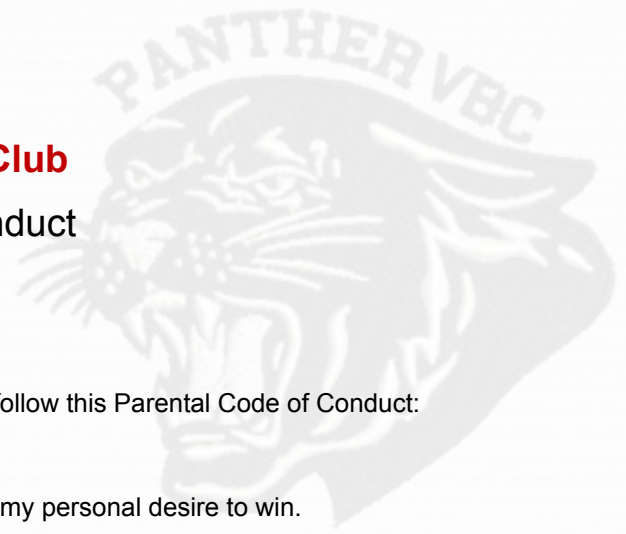 PANTHER VBC
Club
nduct
follow this Parental Code of Conduct:
my personal desire to win.